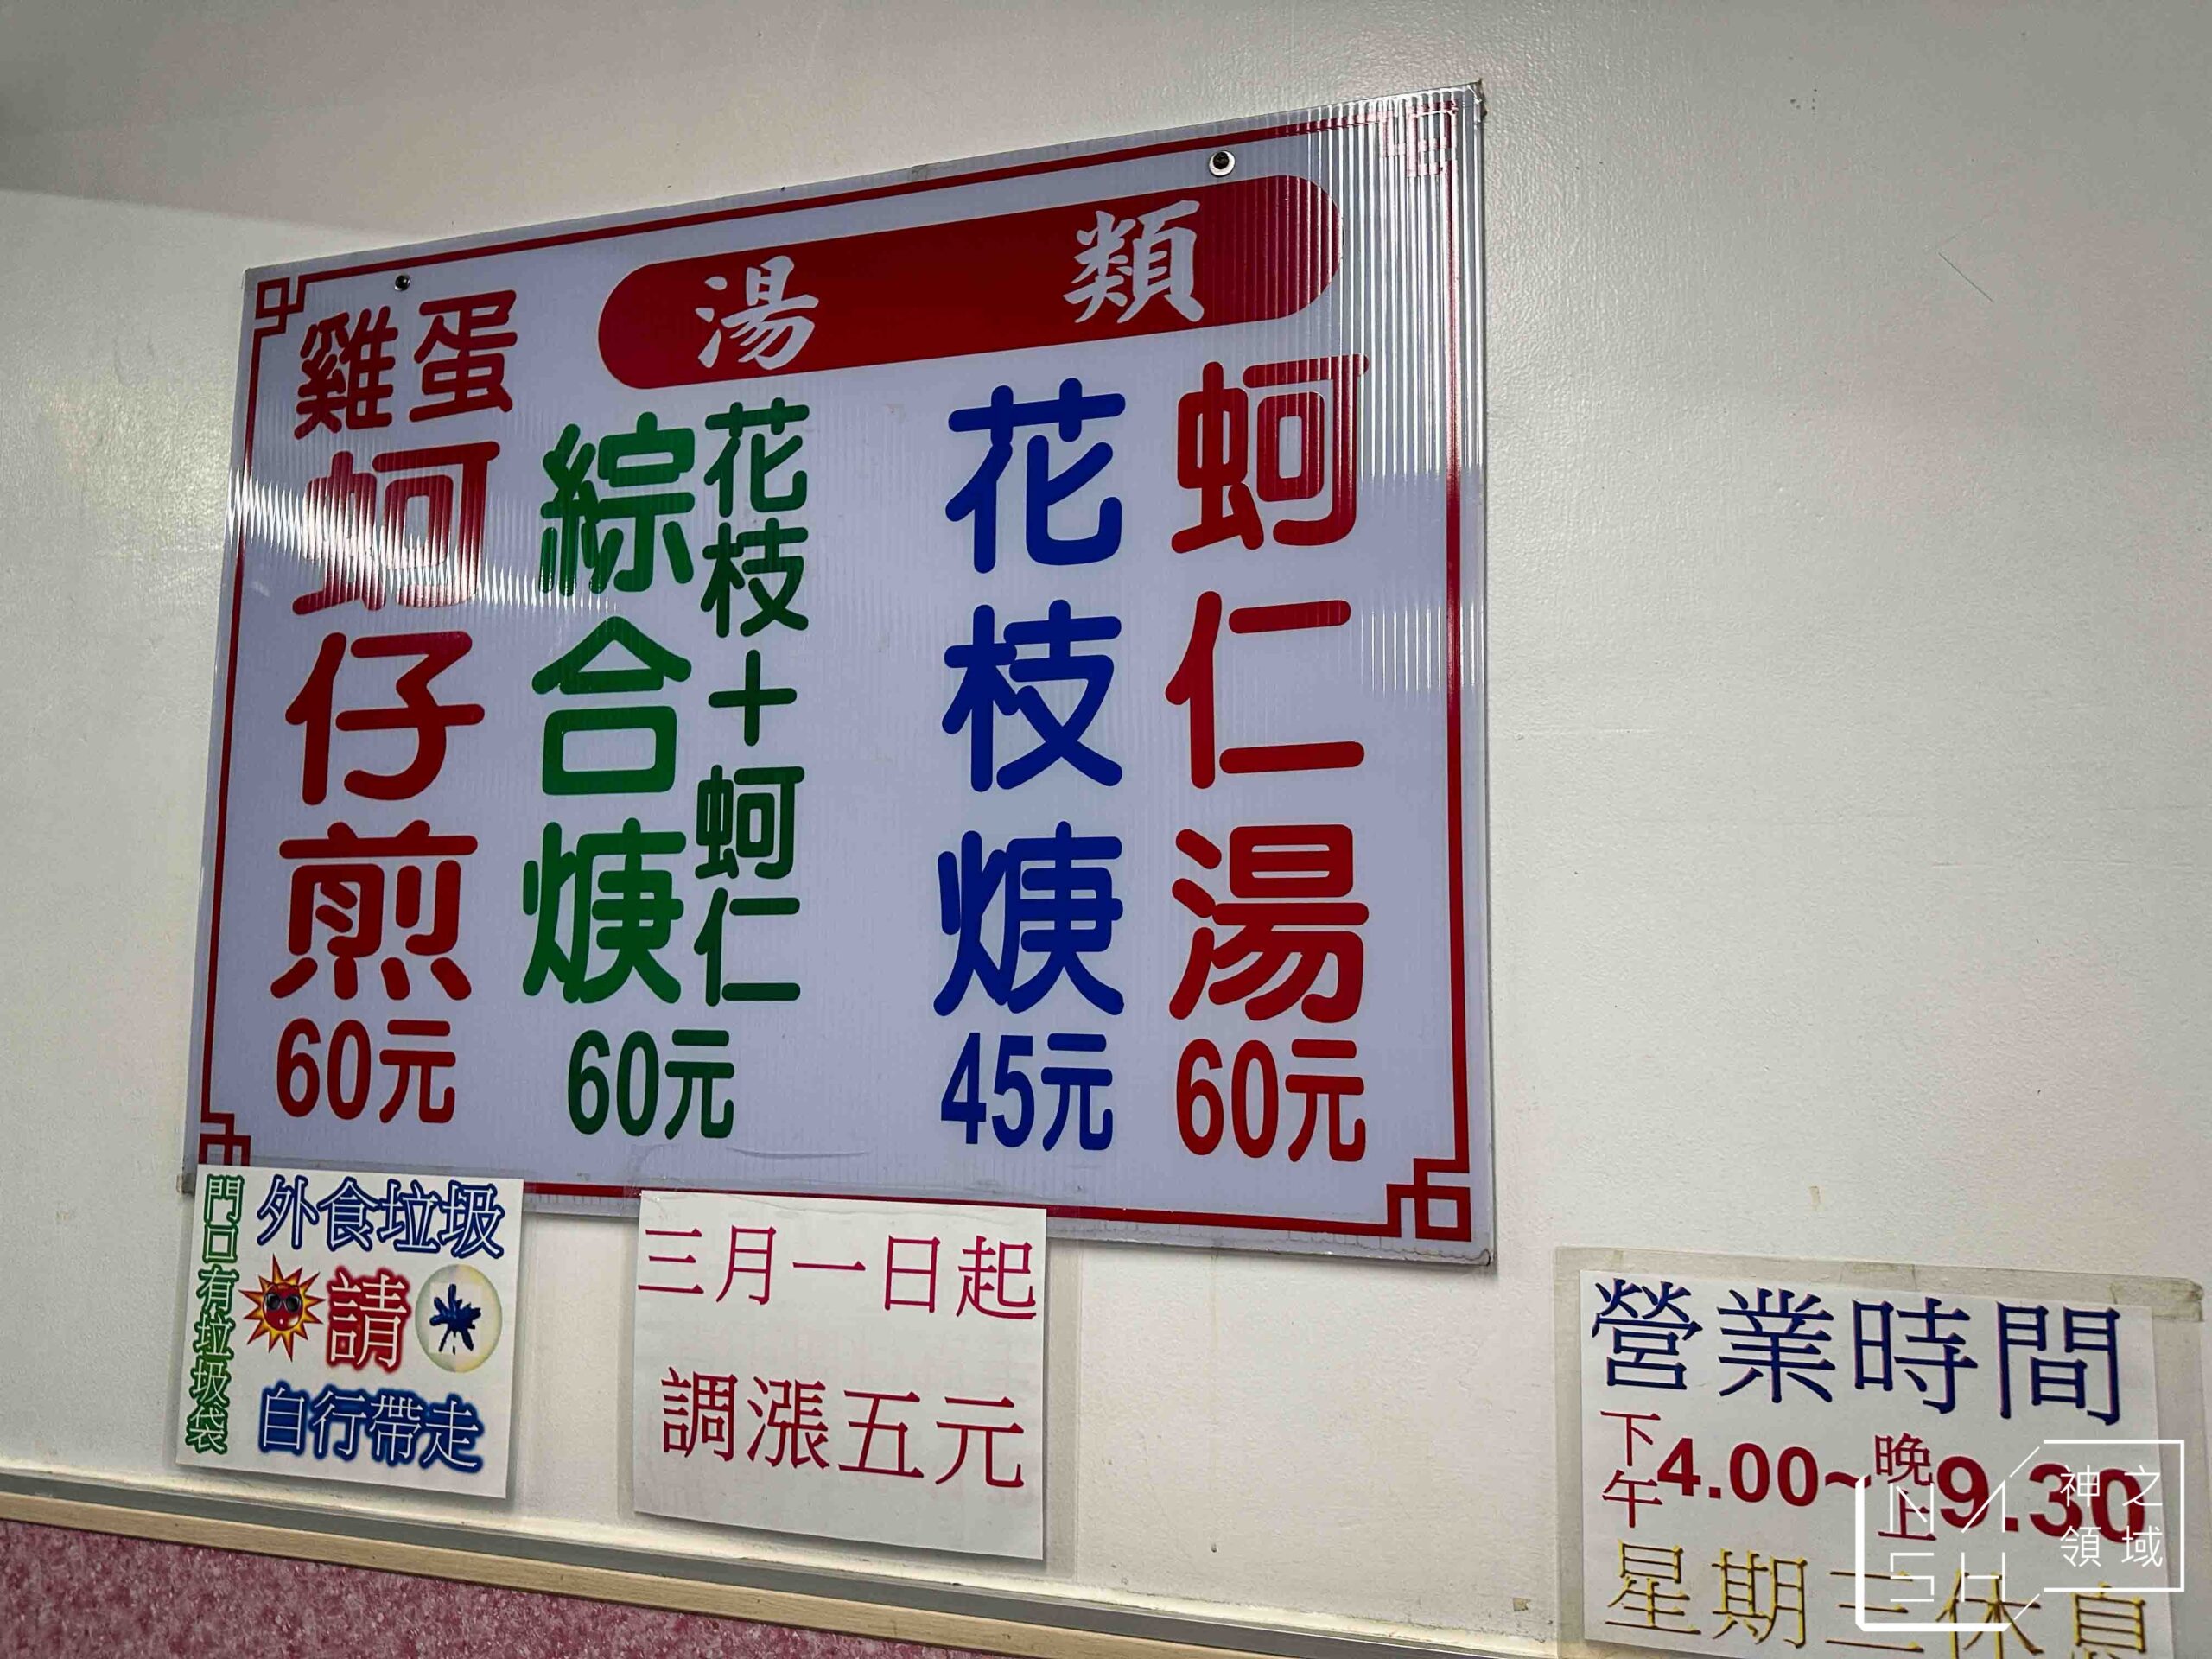 湯類
蚵仁湯
60元
花枝焿
45元
花枝+蚵仁
綜合焿
60元
雞蛋
蚵仔煎
60元
門口有垃圾袋
外食垃圾
請
自行帶走
三月一日起
調漲五元
營業時間
下午4.00~晚上9.30
星期三休息
NASH
神之
領域